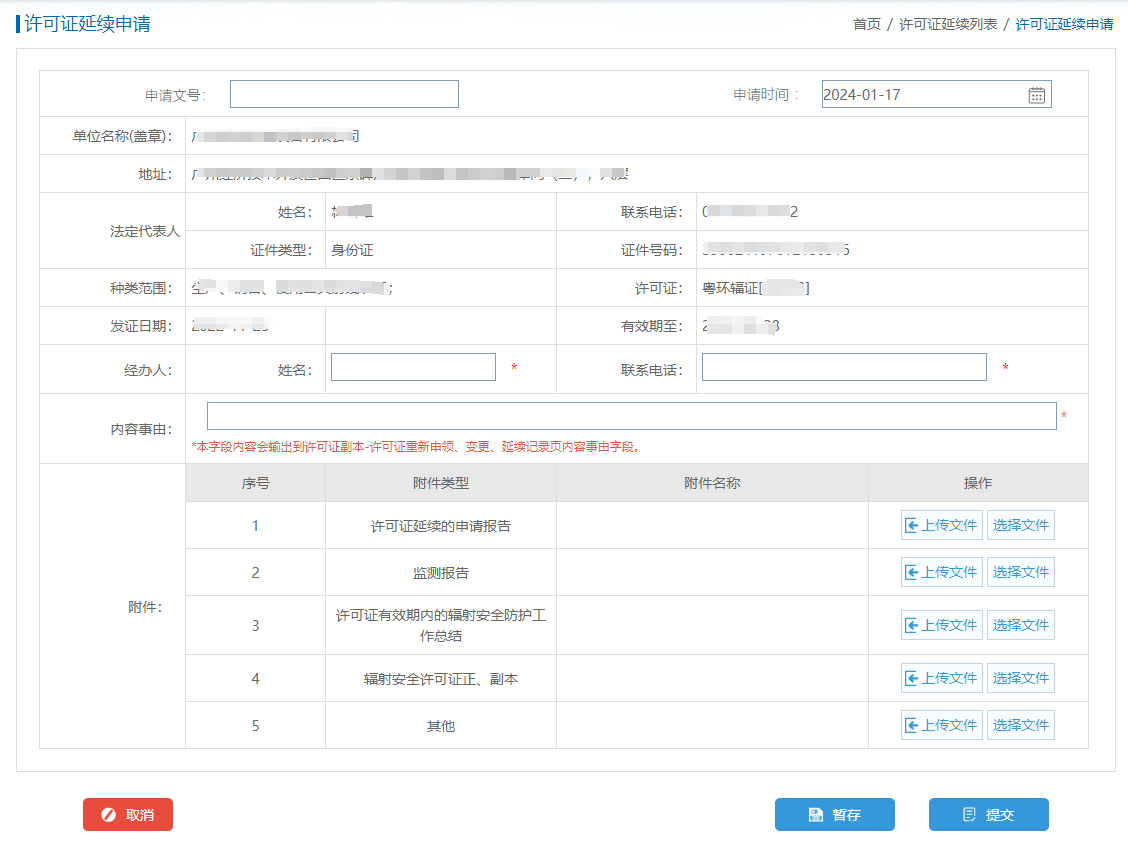 许可证延续申请
首页 / 许可证延续列表 / 许可证延续申请
申请文号： 申请时间： 2024-01-17
单位名称(盖章)：
地址：
法定代表人
姓名： 联系电话：
证件类型： 身份证 证件号码：
种类范围： 许可证： 粤环辐证[ ]
发证日期： 有效期至：
经办人： 姓名： * 联系电话： *
内容事由： *
*本字段内容会输出到许可证副本-许可证重新申领、变更、延续记录页内容事由字段。
附件：
序号 附件类型 附件名称 操作
1 许可证延续的申请报告 上传文件 选择文件
2 监测报告 上传文件 选择文件
3 许可证有效期内的辐射安全防护工
作总结 上传文件 选择文件
4 辐射安全许可证正、副本 上传文件 选择文件
5 其他 上传文件 选择文件
取消 暂存 提交